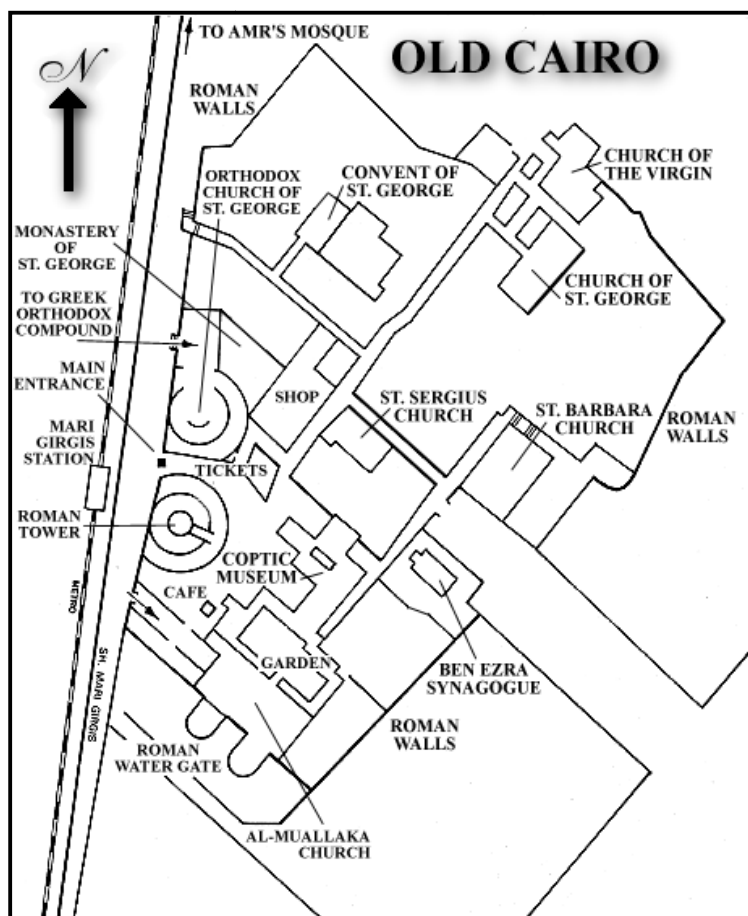 TO AMR'S MOSQUE
OLD CAIRO
N
ROMAN
WALLS
CHURCH OF
THE VIRGIN
ORTHODOX
CHURCH OF
ST. GEORGE
CONVENT OF
ST. GEORGE
MONASTERY
OF
ST. GEORGE
CHURCH OF
ST. GEORGE
TO GREEK
ORTHODOX
COMPOUND
MAIN
ENTRANCE
SHOP
ST. SERGIUS
CHURCH
ST. BARBARA
CHURCH
ROMAN
WALLS
MARI
GIRGIS
STATION
TICKETS
ROMAN
TOWER
COPTIC
MUSEUM
CAFE
METRO
SH. MARI GIRGIS
GARDEN
BEN EZRA
SYNAGOGUE
ROMAN
WALLS
ROMAN
WATER GATE
AL-MUALLAKA
CHURCH